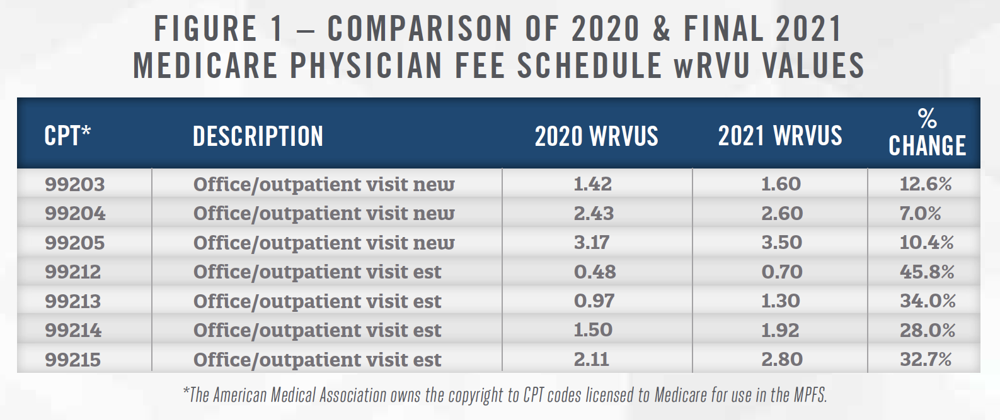 FIGURE 1 – COMPARISON OF 2020 & FINAL 2021
MEDICARE PHYSICIAN FEE SCHEDULE wRVU VALUES
CPT* DESCRIPTION 2020 WRVUS 2021 WRVUS % CHANGE
99203 Office/outpatient visit new 1.42 1.60 12.6%
99204 Office/outpatient visit new 2.43 2.60 7.0%
99205 Office/outpatient visit new 3.17 3.50 10.4%
99212 Office/outpatient visit est 0.48 0.70 45.8%
99213 Office/outpatient visit est 0.97 1.30 34.0%
99214 Office/outpatient visit est 1.50 1.92 28.0%
99215 Office/outpatient visit est 2.11 2.80 32.7%
*The American Medical Association owns the copyright to CPT codes licensed to Medicare for use in the MPFS.